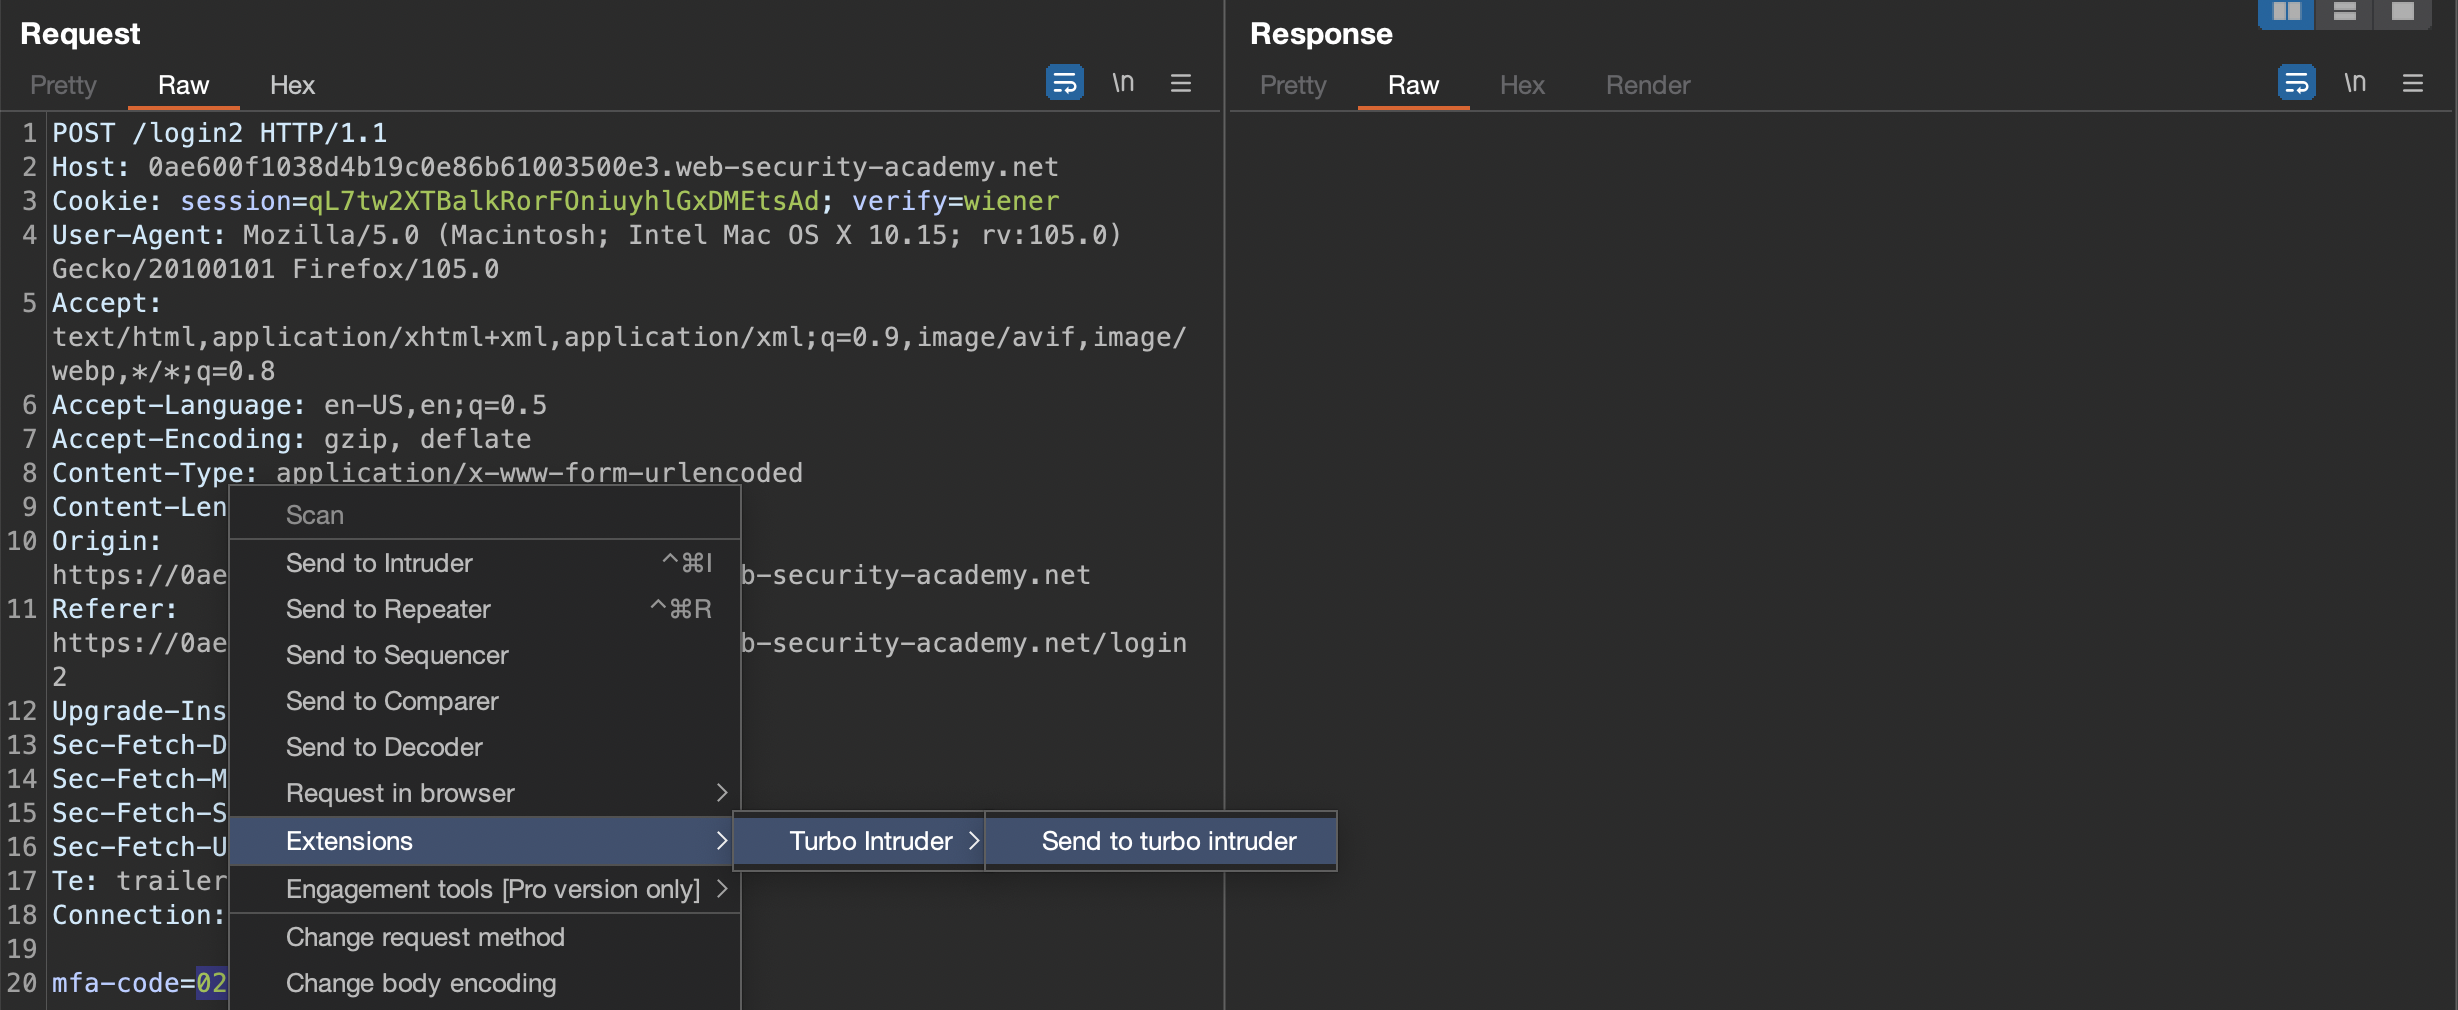 Request
Pretty Raw Hex \n
1 POST /login2 HTTP/1.1
2 Host: 0ae600f1038d4b19c0e86b61003500e3.web-security-academy.net
3 Cookie: session=qL7tw2XTBalkRorFOniuyhlGxDMEtsAd; verify=wiener
4 User-Agent: Mozilla/5.0 (Macintosh; Intel Mac OS X 10.15; rv:105.0)
Gecko/20100101 Firefox/105.0
5 Accept:
text/html,application/xhtml+xml,application/xml;q=0.9,image/avif,image/
webp,*/*;q=0.8
6 Accept-Language: en-US,en;q=0.5
7 Accept-Encoding: gzip, deflate
8 Content-Type: application/x-www-form-urlencoded
9 Content-Len
10 Origin:
https://0ae b-security-academy.net
11 Referer:
https://0ae b-security-academy.net/login
2
12 Upgrade-Ins
13 Sec-Fetch-D
14 Sec-Fetch-M
15 Sec-Fetch-S
16 Sec-Fetch-U
17 Te: trailer
18 Connection:
19
20 mfa-code=02
Scan
Send to Intruder ^⌘I
Send to Repeater ^⌘R
Send to Sequencer
Send to Comparer
Send to Decoder
Request in browser
Extensions
Turbo Intruder
Send to turbo intruder
Engagement tools [Pro version only]
Change request method
Change body encoding
Response
Pretty Raw Hex Render \n